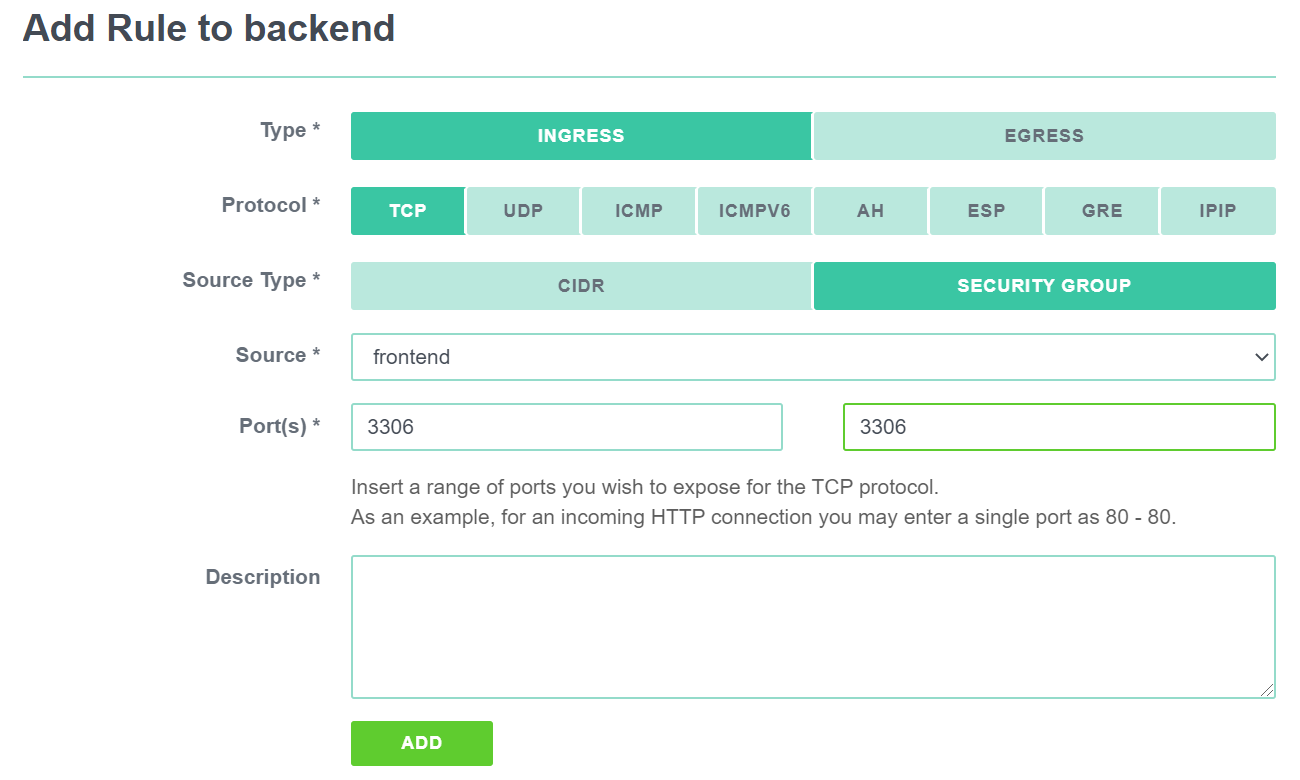 Add Rule to backend
Type * INGRESS EGRESS
Protocol * TCP UDP ICMP ICMPV6 AH ESP GRE IPIP
Source Type * CIDR SECURITY GROUP
Source * frontend
Port(s) * 3306 3306
Insert a range of ports you wish to expose for the TCP protocol.
As an example, for an incoming HTTP connection you may enter a single port as 80 - 80.
Description
ADD